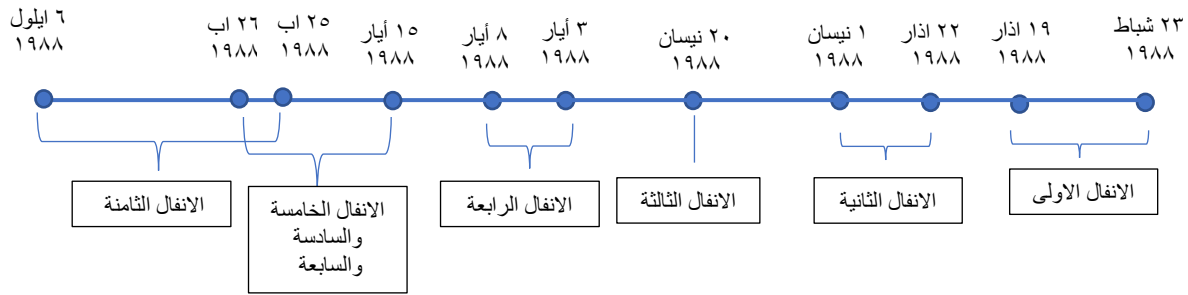 ٢٣ شباط
١٩٨٨
١٩ اذار
١٩٨٨
٢٢ اذار
١٩٨٨
١ نيسان
١٩٨٨
٢٠ نيسان
١٩٨٨
٣ أيار
١٩٨٨
٨ أيار
١٩٨٨
١٥ أيار
١٩٨٨
٢٥ اب
١٩٨٨
٢٦ اب
١٩٨٨
٦ ايلول
١٩٨٨
الانفال الاولى
الانفال الثانية
الانفال الثالثة
الانفال الرابعة
الانفال الخامسة
والسادسة
والسابعة
الانفال الثامنة